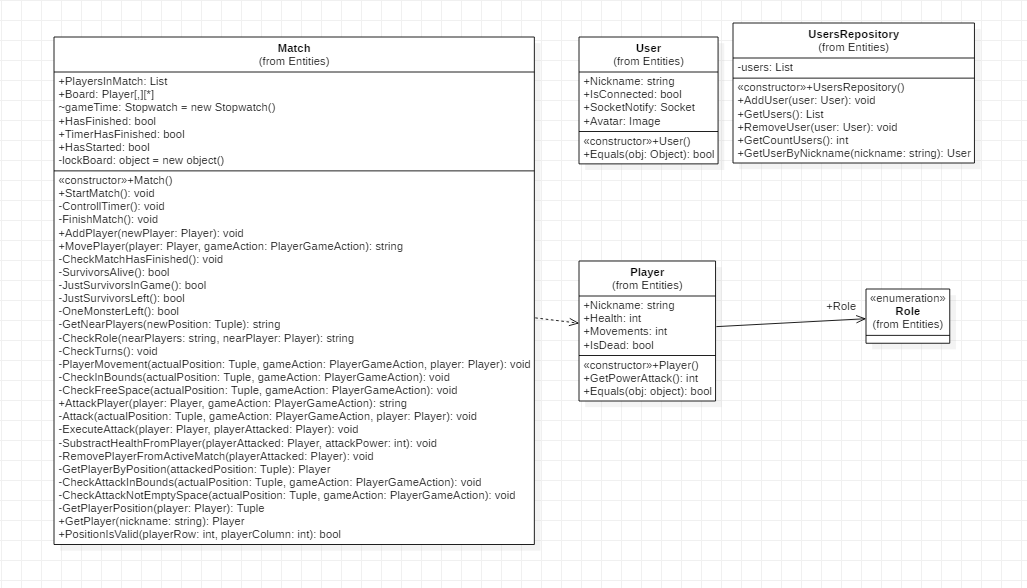 Match
(from Entities)
+PlayersInMatch: List
+Board: Player[,][*]
~gameTime: Stopwatch = new Stopwatch()
+HasFinished: bool
+TimerHasFinished: bool
+HasStarted: bool
-lockBoard: object = new object()
«constructor»+Match()
+StartMatch(): void
-ControllTimer(): void
-FinishMatch(): void
+AddPlayer(newPlayer: Player): void
+MovePlayer(player: Player, gameAction: PlayerGameAction): string
-CheckMatchHasFinished(): void
-SurvivorsAlive(): bool
-JustSurvivorsInGame(): bool
-JustSurvivorsLeft(): bool
-OneMonsterLeft(): bool
-GetNearPlayers(newPosition: Tuple): string
-CheckRole(nearPlayers: string, nearPlayer: Player): string
-CheckTurns(): void
-PlayerMovement(actualPosition: Tuple, gameAction: PlayerGameAction, player: Player): void
-CheckInBounds(actualPosition: Tuple, gameAction: PlayerGameAction): void
-CheckFreeSpace(actualPosition: Tuple, gameAction: PlayerGameAction): void
+AttackPlayer(player: Player, gameAction: PlayerGameAction): string
-Attack(actualPosition: Tuple, gameAction: PlayerGameAction, player: Player): void
-ExecuteAttack(player: Player, playerAttacked: Player): void
-SubstractHealthFromPlayer(playerAttacked: Player, attackPower: int): void
-RemovePlayerFromActiveMatch(playerAttacked: Player): void
-GetPlayerByPosition(attackedPosition: Tuple): Player
-CheckAttackInBounds(actualPosition: Tuple, gameAction: PlayerGameAction): void
-CheckAttackNotEmptySpace(actualPosition: Tuple, gameAction: PlayerGameAction): void
-GetPlayerPosition(player: Player): Tuple
+GetPlayer(nickname: string): Player
+PositionIsValid(playerRow: int, playerColumn: int): bool
User
(from Entities)
+Nickname: string
+IsConnected: bool
+SocketNotify: Socket
+Avatar: Image
«constructor»+User()
+Equals(obj: Object): bool
UsersRepository
(from Entities)
-users: List
«constructor»+UsersRepository()
+AddUser(user: User): void
+GetUsers(): List
+RemoveUser(user: User): void
+GetCountUsers(): int
+GetUserByNickname(nickname: string): User
Player
(from Entities)
+Nickname: string
+Health: int
+Movements: int
+IsDead: bool
«constructor»+Player()
+GetPowerAttack(): int
+Equals(obj: object): bool
+Role
«enumeration»
Role
(from Entities)